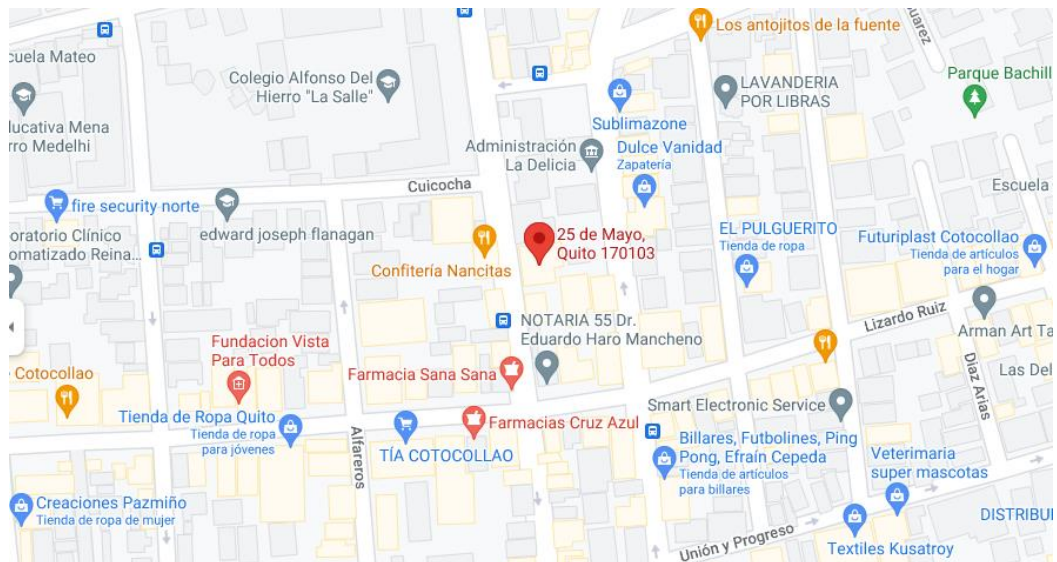 Los antojitos de la fuente
cuela Mateo
Colegio Alfonso Del
Hierro "La Salle"
LAVANDERIA
POR LIBRAS
Parque Bachill
uarez
ducativa Mena
rro Medelhi
Sublimazone
Administración
La Delicia
Dulce Vanidad
Zapatería
Cuicocha
Escuela
fire security norte
edward joseph flanagan
oratorio Clínico
omatizado Reina...
25 de Mayo,
Quito 170103
EL PULGUERITO
Tienda de ropa
Futuriplast Cotocollao
Tienda de artículos
para el hogar
Confitería Nancitas
NOTARIA 55 Dr.
Eduardo Haro Mancheno
Lizardo Ruiz
Arman Art Ta
Fundacion Vista
Para Todos
Farmacia Sana Sana
Cotocollao
Las Del
Diaz Arias
Tienda de Ropa Quito
Tienda de ropa
para jóvenes
Alfareros
TÍA COTOCOLLAO
Farmacias Cruz Azul
Smart Electronic Service
Billares, Futbolines, Ping
Pong, Efraín Cepeda
Tienda de artículos
para billares
Veterimaria
super mascotas
Creaciones Pazmiño
Tienda de ropa de mujer
DISTRIBUI
Unión y Progreso
Textiles Kusatroy